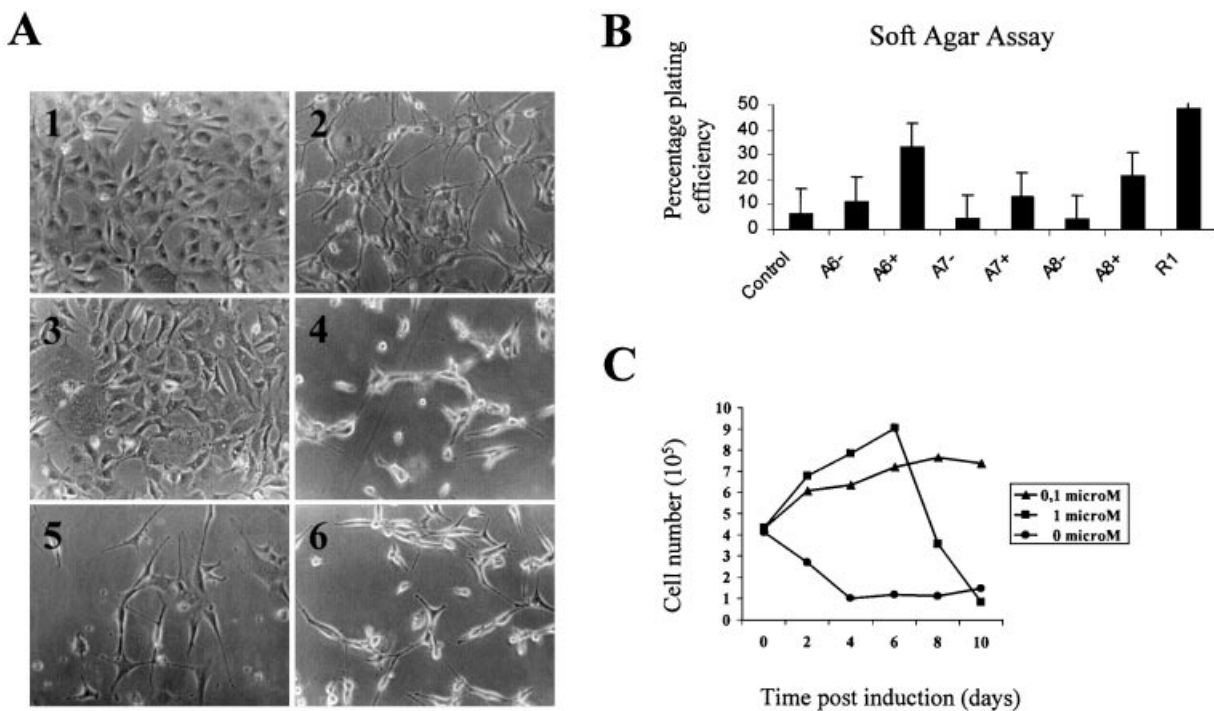 A
1
2
3
4
5
6
B
Soft Agar Assay
Percentage plating
efficiency
50
40
30
20
10
0
Control
A6-
A6+
A7-
A7+
A8-
A8+
R1
C
Cell number (10⁵)
10
9
8
7
6
5
4
3
2
1
0
0 2 4 6 8 10
Time post induction (days)
0,1 microM
1 microM
0 microM